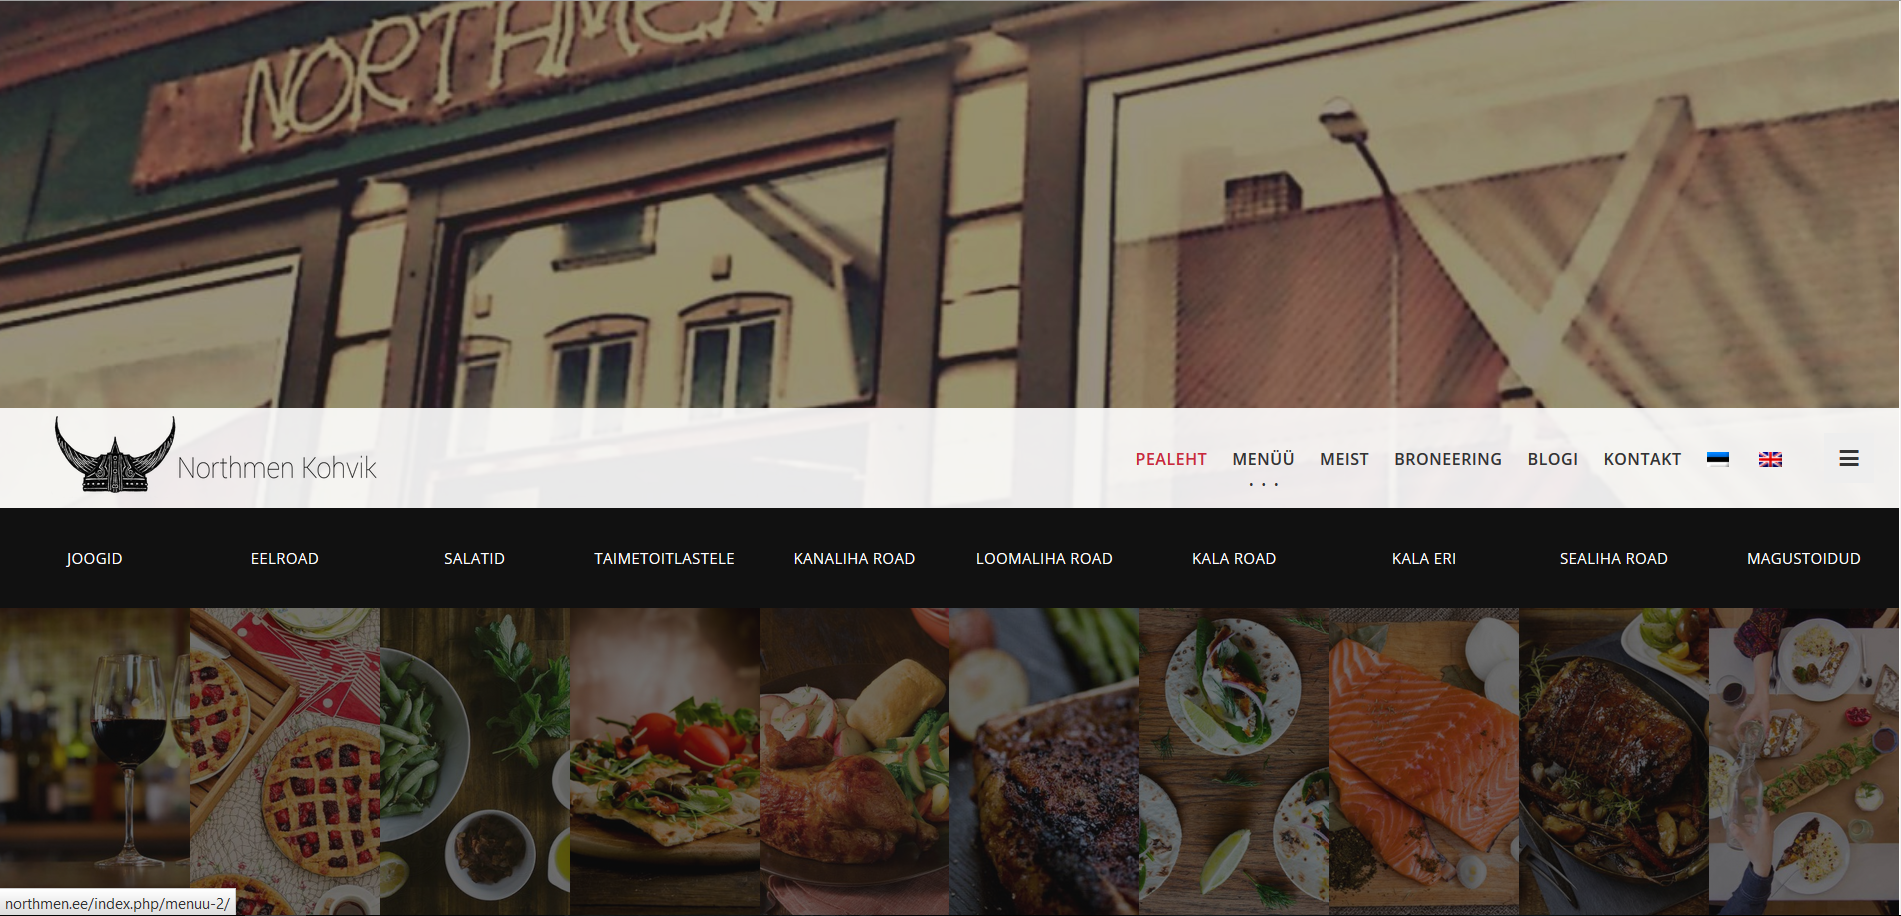 NORTHMEN
Northmen Kohvik
PEALEHT MENÜÜ MEIST BRONEERING BLOGI KONTAKT
JOOGID EELROAD SALATID TAIMETOITLASTELE KANALIHA ROAD LOOMALIHA ROAD KALA ROAD KALA ERI SEALIHA ROAD MAGUSTOIDUD
northmen.ee/index.php/menuu-2/